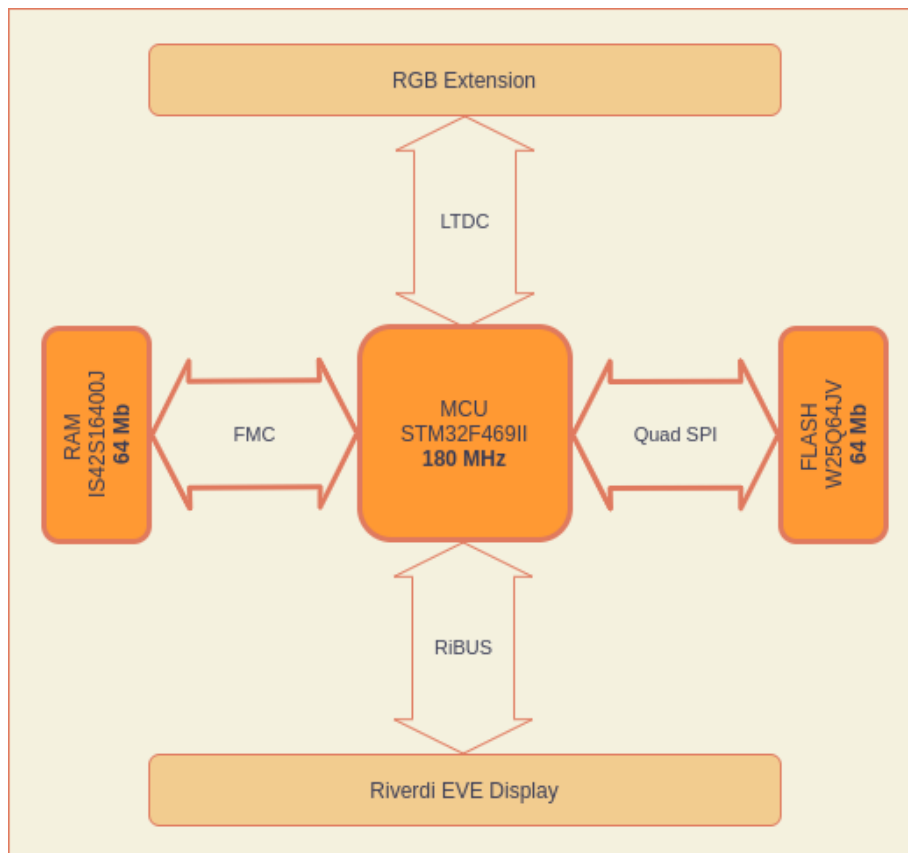 RGB Extension
LTDC
RAM
IS42S16400J
64 Mb
FMC
MCU
STM32F469II
180 MHz
Quad SPI
FLASH
W25Q64JV
64 Mb
RiBUS
Riverdi EVE Display